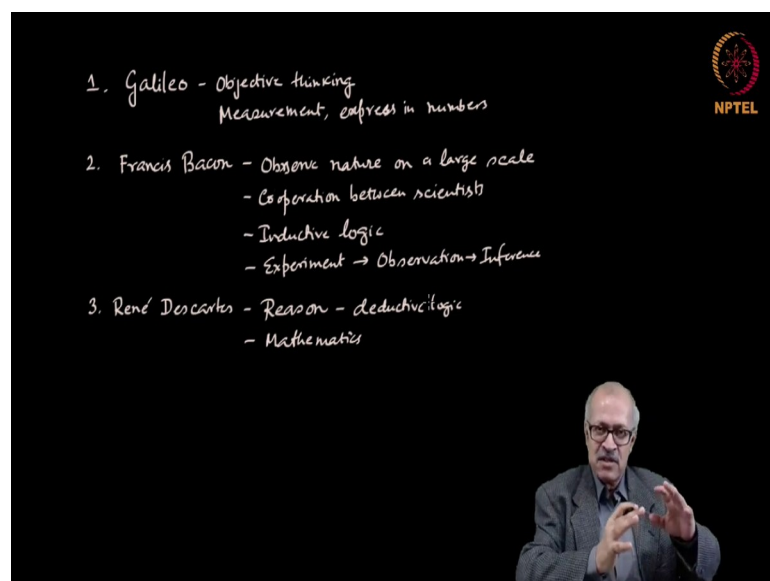 1. Galileo - Objective thinking
Measurement, express in numbers
NPTEL
2. Francis Bacon - Observe nature on a large scale
- Cooperation between scientists
- Inductive logic
- Experiment → Observation → Inference
3. René Descartes - Reason - deductive logic
- Mathematics